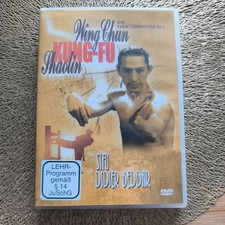 Wing Chun
KUNG-FU
Shaolin
SIFU
DIDIER BEDDAR
LEHR-
Programm
gemäß
§ 14
JuSchG
DVD